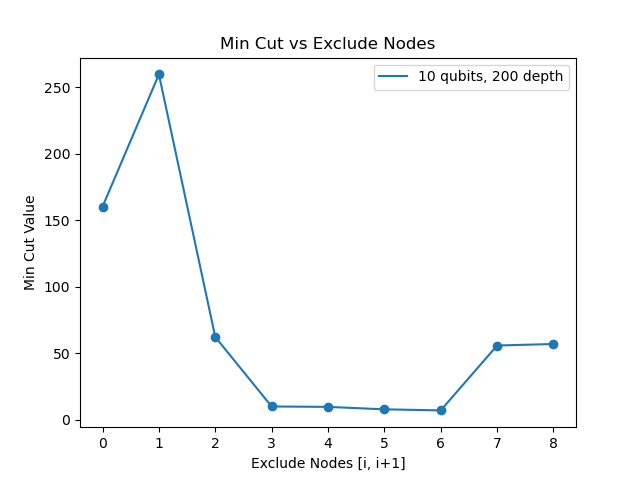 Min Cut vs Exclude Nodes
10 qubits, 200 depth
Min Cut Value
250
200
150
100
50
0
0 1 2 3 4 5 6 7 8
Exclude Nodes [i, i+1]